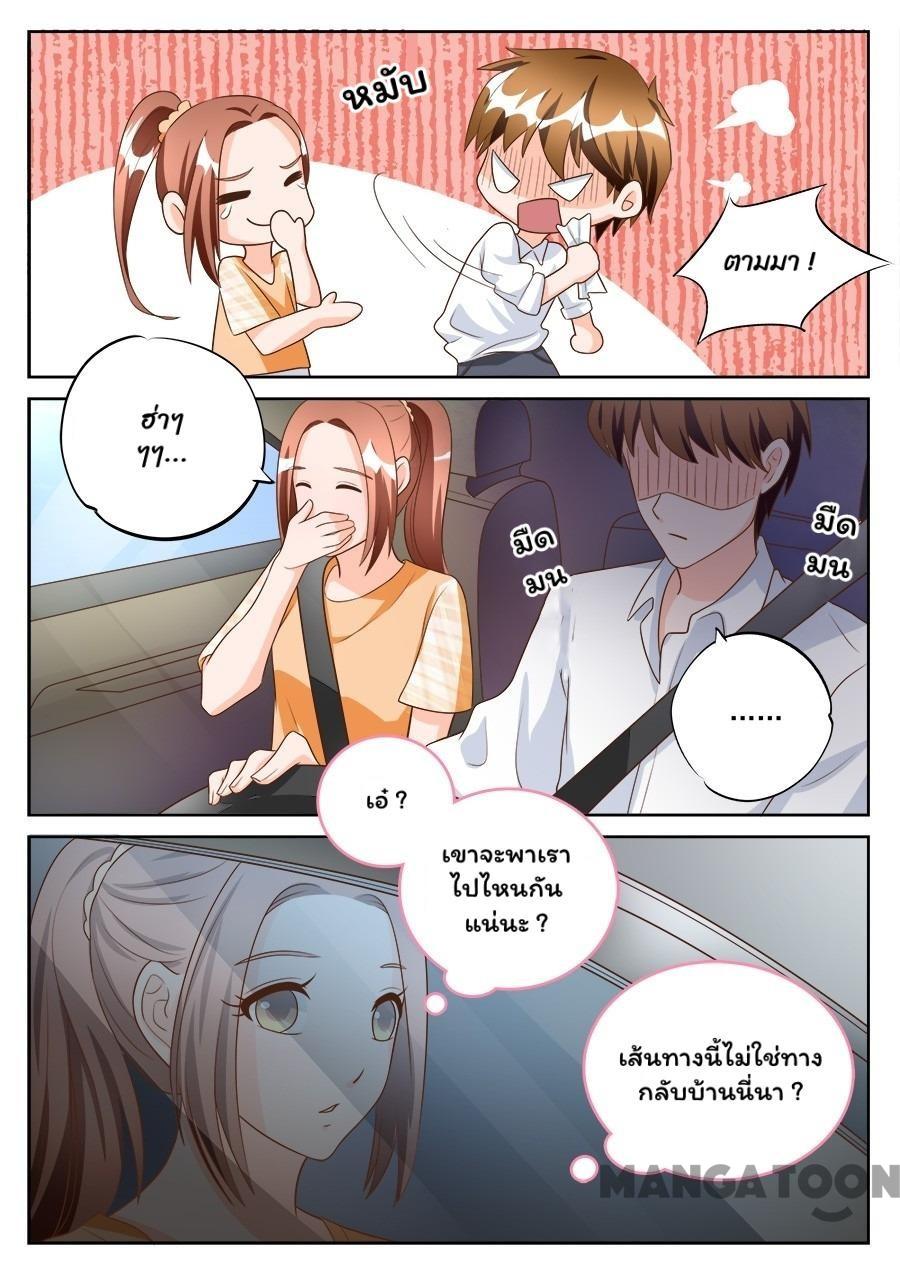 หมับ
ตามมา !
ฮ่าๆ
ๆๆ...
มืด
มน
มืด
มน
......
เอ๋ ?
เขาจะพาเรา
ไปไหนกัน
แน่นะ ?
เส้นทางนี้ไม่ใช่ทาง
กลับบ้านนี่นา ?
MANGATOON